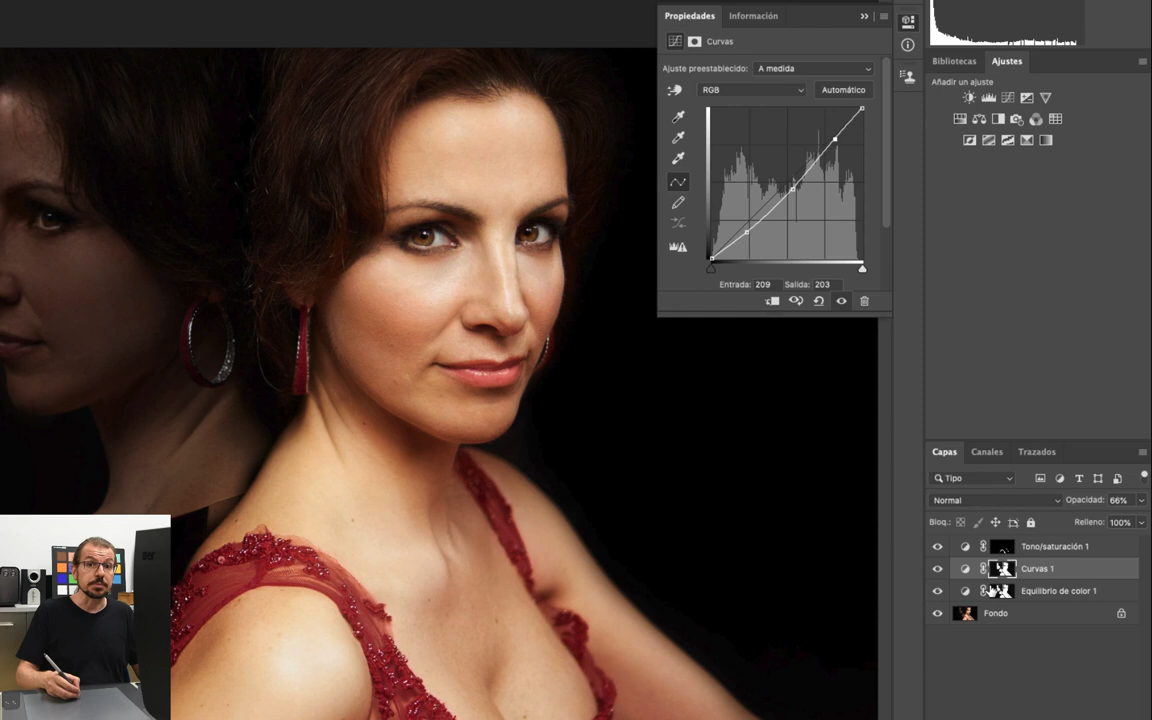 Propiedades Información
Curvas
Ajuste preestablecido: A medida
RGB Automático
Entrada: 209 Salida: 203
Bibliotecas Ajustes
Añadir un ajuste
Capas Canales Trazados
Tipo
Normal Opacidad: 66%
Bloq.: Relleno: 100%
Tono/saturación 1
Curvas 1
Equilibrio de color 1
Fondo